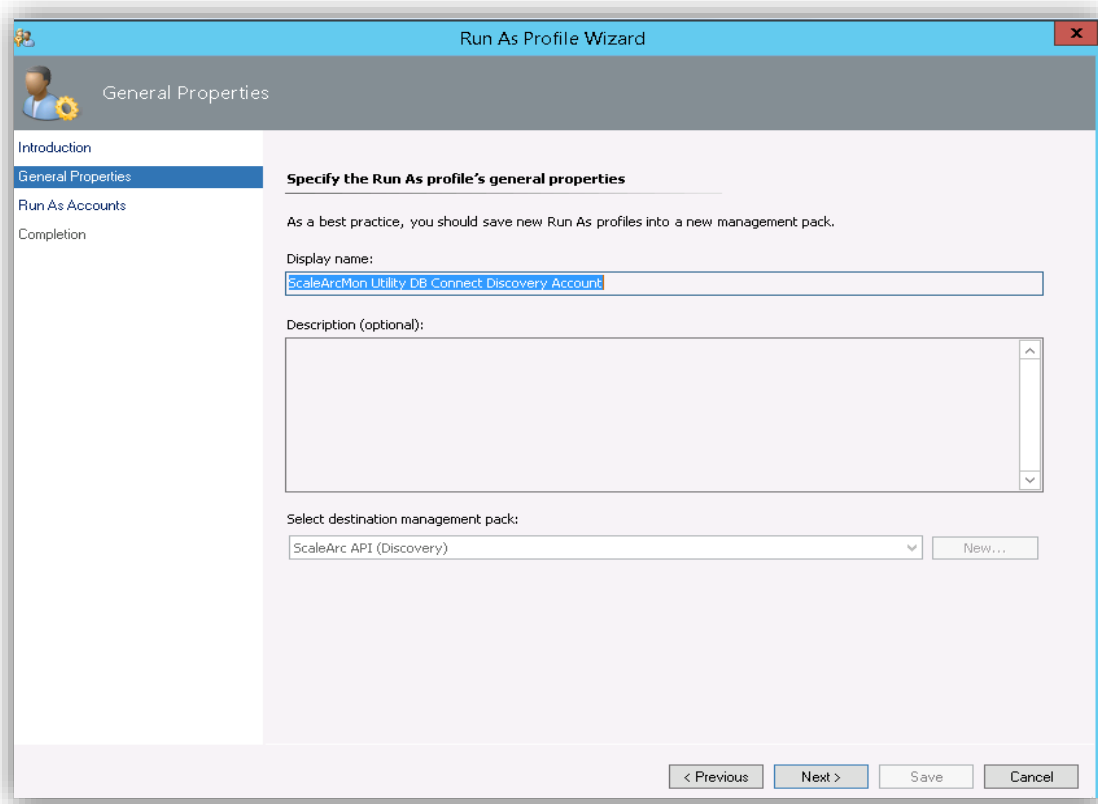 Run As Profile Wizard
x
General Properties
Introduction
General Properties
Run As Accounts
Completion
Specify the Run As profile's general properties
As a best practice, you should save new Run As profiles into a new management pack.
Display name:
ScaleArcMon Utility DB Connect Discovery Account
Description (optional):
Select destination management pack:
ScaleArc API (Discovery)
New...
< Previous
Next >
Save
Cancel